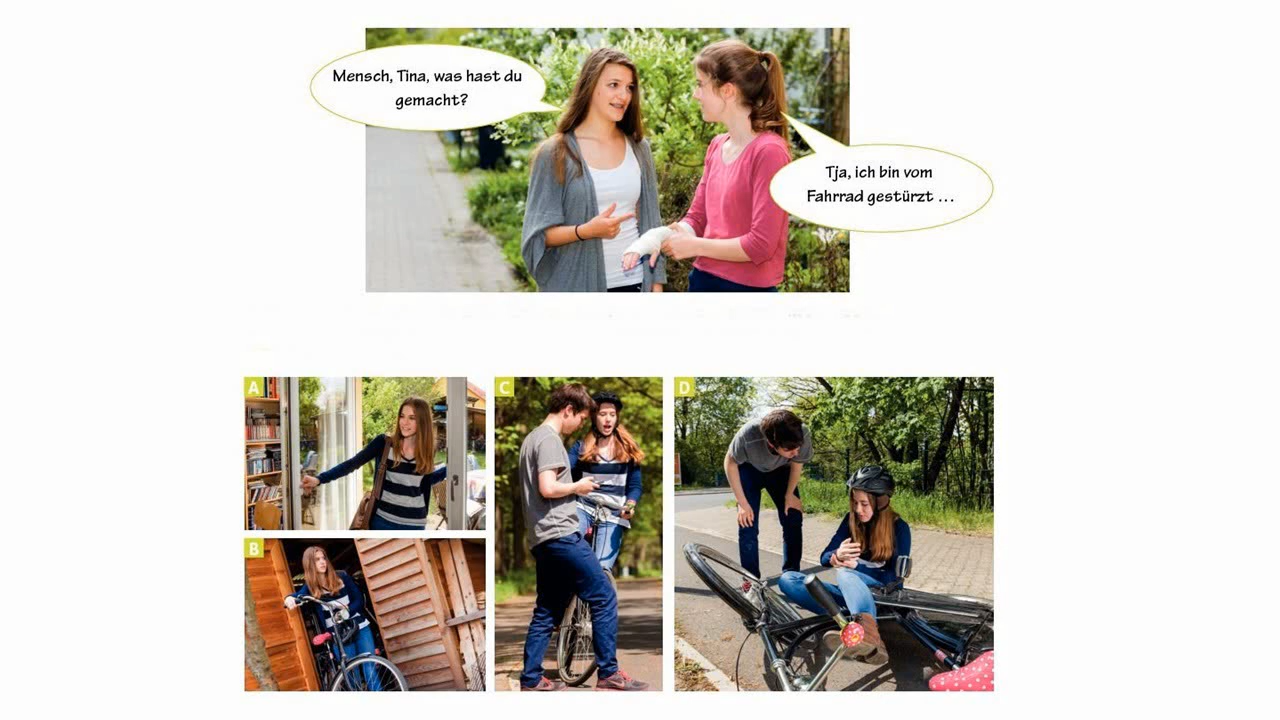 Mensch, Tina, was hast du
gemacht?
Tja, ich bin vom
Fahrrad gestürzt ...
A
C
D
B